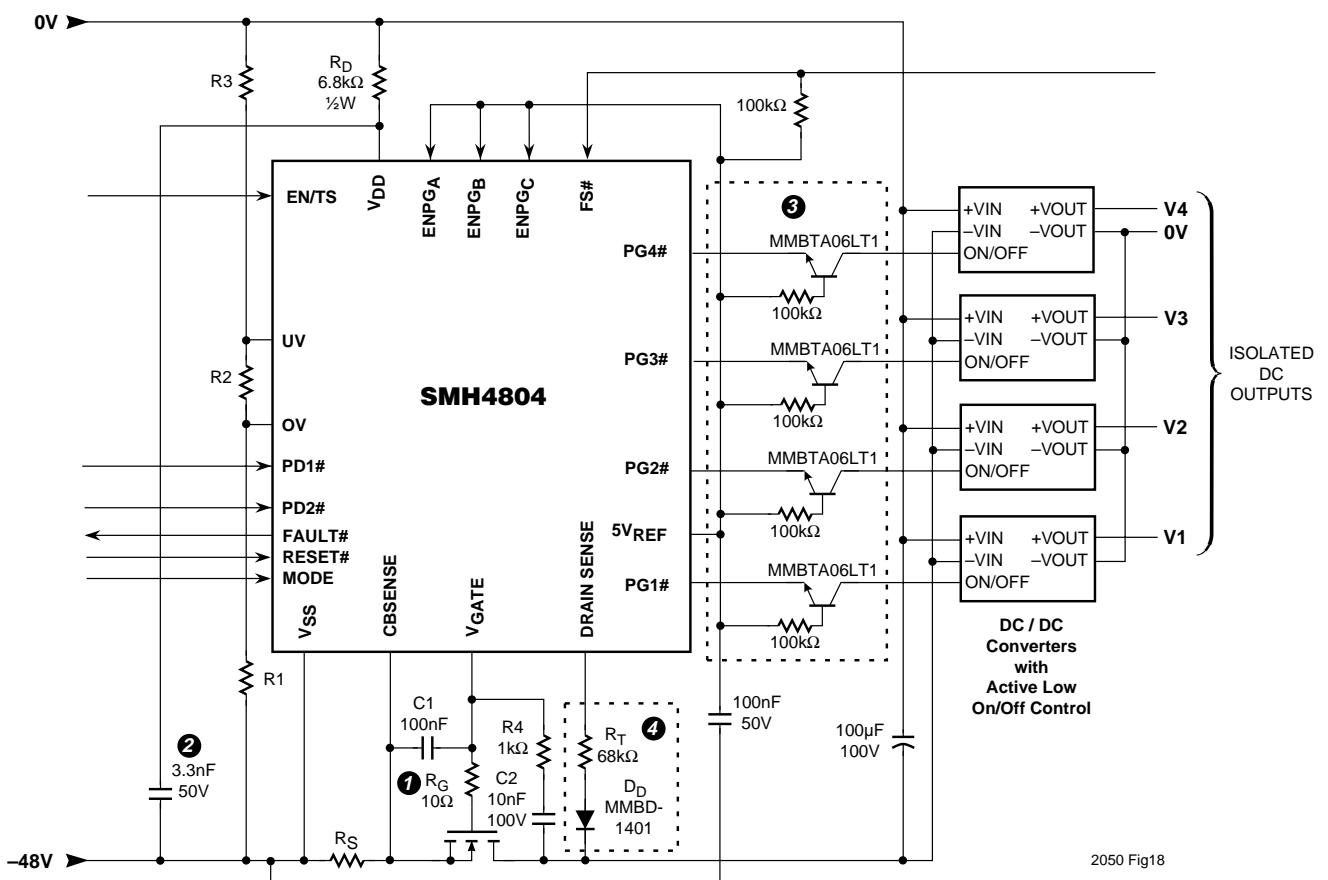 0V
R3
RD
6.8kΩ
½W
100kΩ
EN/TS
VDD
ENPGA
ENPGB
ENPGC
FS#
❸
PG4#
MMBTA06LT1
100kΩ
+VIN +VOUT
–VIN –VOUT
ON/OFF
V4
0V
UV
R2
OV
SMH4804
PG3#
MMBTA06LT1
100kΩ
+VIN +VOUT
–VIN –VOUT
ON/OFF
V3
ISOLATED
DC
OUTPUTS
PD1#
PD2#
FAULT#
RESET#
MODE
PG2#
MMBTA06LT1
100kΩ
+VIN +VOUT
–VIN –VOUT
ON/OFF
V2
5VREF
PG1#
MMBTA06LT1
100kΩ
+VIN +VOUT
–VIN –VOUT
ON/OFF
V1
VSS
CBSENSE
VGATE
DRAIN SENSE
DC / DC
Converters
with
Active Low
On/Off Control
R1
C1
100nF
R4
1kΩ
❹
RT
68kΩ
100nF
50V
100µF
100V
❷
3.3nF
50V
❶
RG
10Ω
C2
10nF
100V
DD
MMBD-
1401
RS
–48V
2050 Fig18